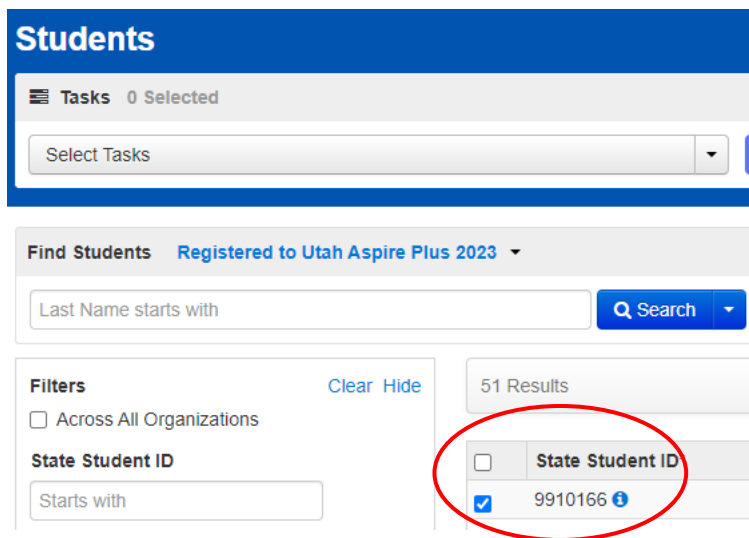 Students
Tasks 0 Selected
Select Tasks
Find Students Registered to Utah Aspire Plus 2023
Last Name starts with
Search
Filters
Clear Hide
Across All Organizations
State Student ID
Starts with
51 Results
State Student ID
9910166